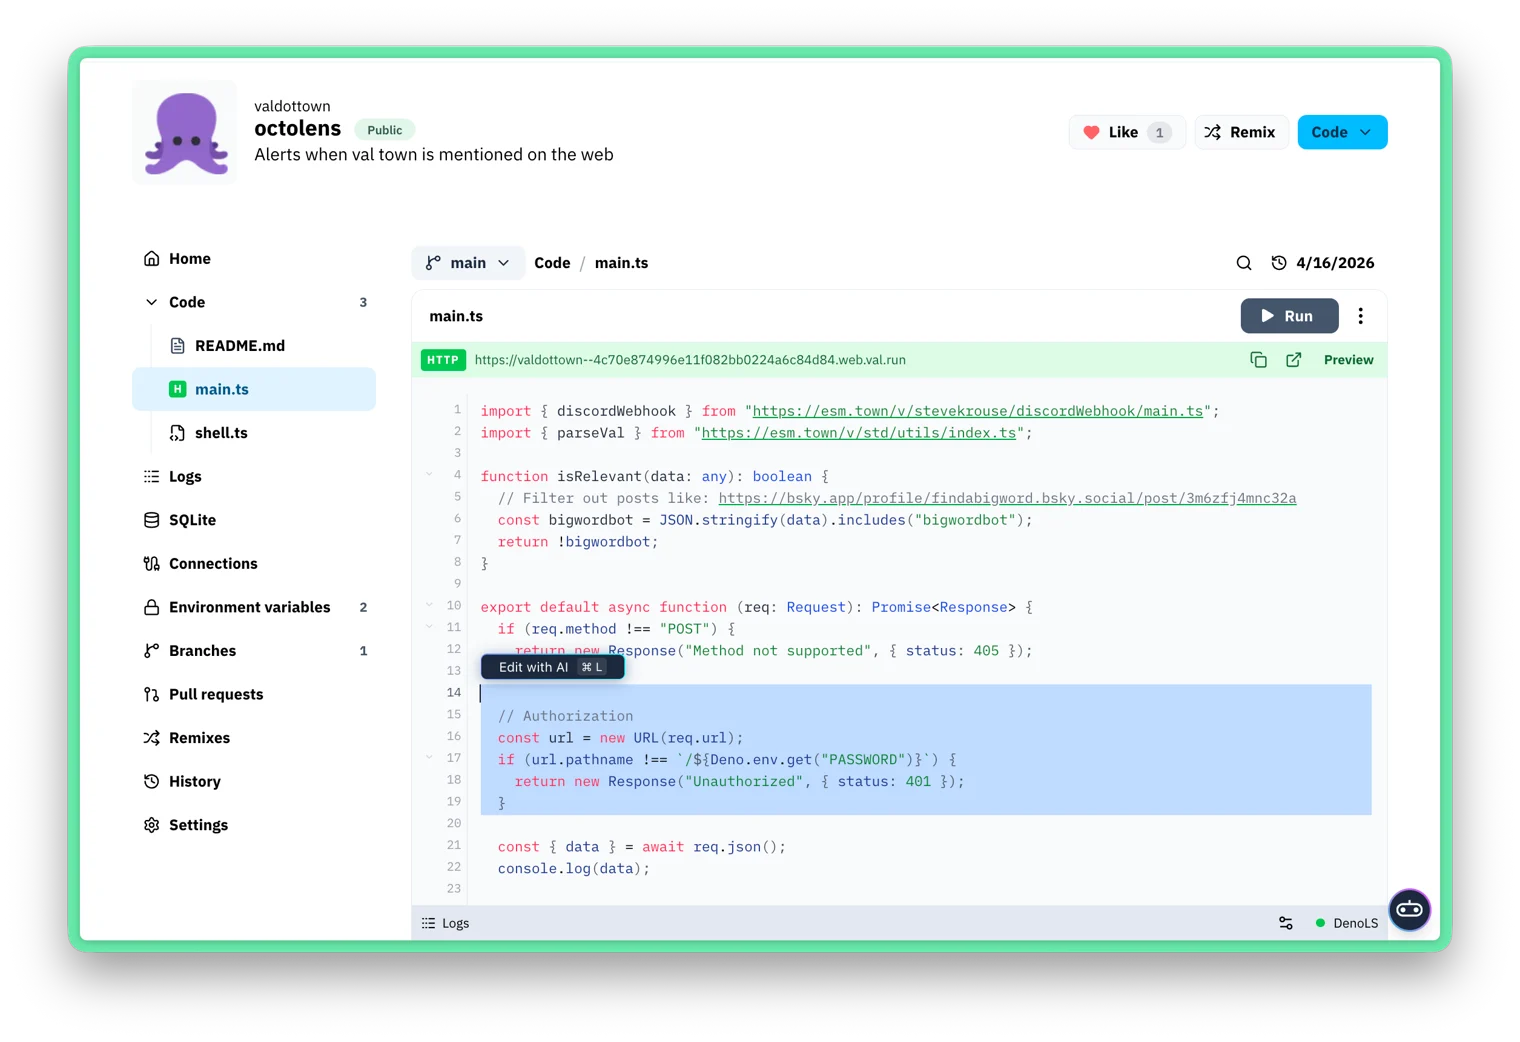 valdottown
octolens Public
Alerts when val town is mentioned on the web
Like 1
Remix
Code
Home
Code 3
README.md
H main.ts
shell.ts
Logs
SQLite
Connections
Environment variables 2
Branches 1
Pull requests
Remixes
History
Settings
main Code / main.ts
4/16/2026
main.ts
Run
HTTP https://valdottown--4c70e874996e11f082bb0224a6c84d84.web.val.run
Preview
1 import { discordWebhook } from "https://esm.town/v/stevekrouse/discordWebhook/main.ts";
2 import { parseVal } from "https://esm.town/v/std/utils/index.ts";
3
4 function isRelevant(data: any): boolean {
5 // Filter out posts like: https://bsky.app/profile/findabigword.bsky.social/post/3m6zfj4mnc32a
6 const bigwordbot = JSON.stringify(data).includes("bigwordbot");
7 return !bigwordbot;
8 }
9
10 export default async function (req: Request): Promise<Response> {
11 if (req.method !== "POST") {
12 return new Response("Method not supported", { status: 405 });
Edit with AI ⌘ L
13
14
15 // Authorization
16 const url = new URL(req.url);
17 if (url.pathname !== `/${Deno.env.get("PASSWORD")}`) {
18 return new Response("Unauthorized", { status: 401 });
19 }
20
21 const { data } = await req.json();
22 console.log(data);
23
Logs
DenoLS